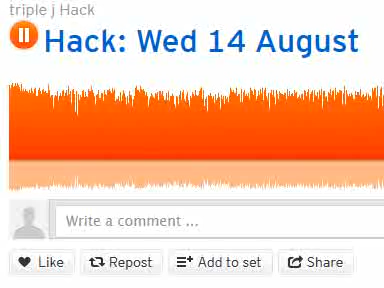 triple j Hack
Hack: Wed 14 August
Write a comment ...
Like Repost Add to set Share